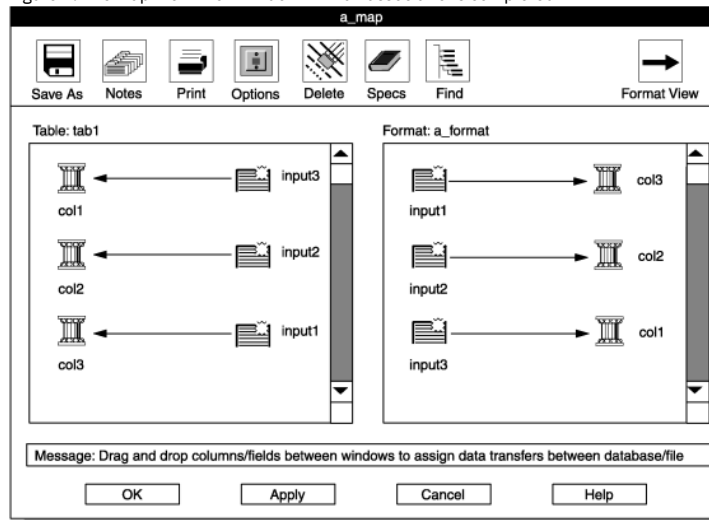 a_map
Save As Notes Print Options Delete Specs Find Format View
Table: tab1 Format: a_format
input3 col3
col1 input1
input2 col2
col2 input2
input1 col1
col3 input3
Message: Drag and drop columns/fields between windows to assign data transfers between database/file
OK Apply Cancel Help